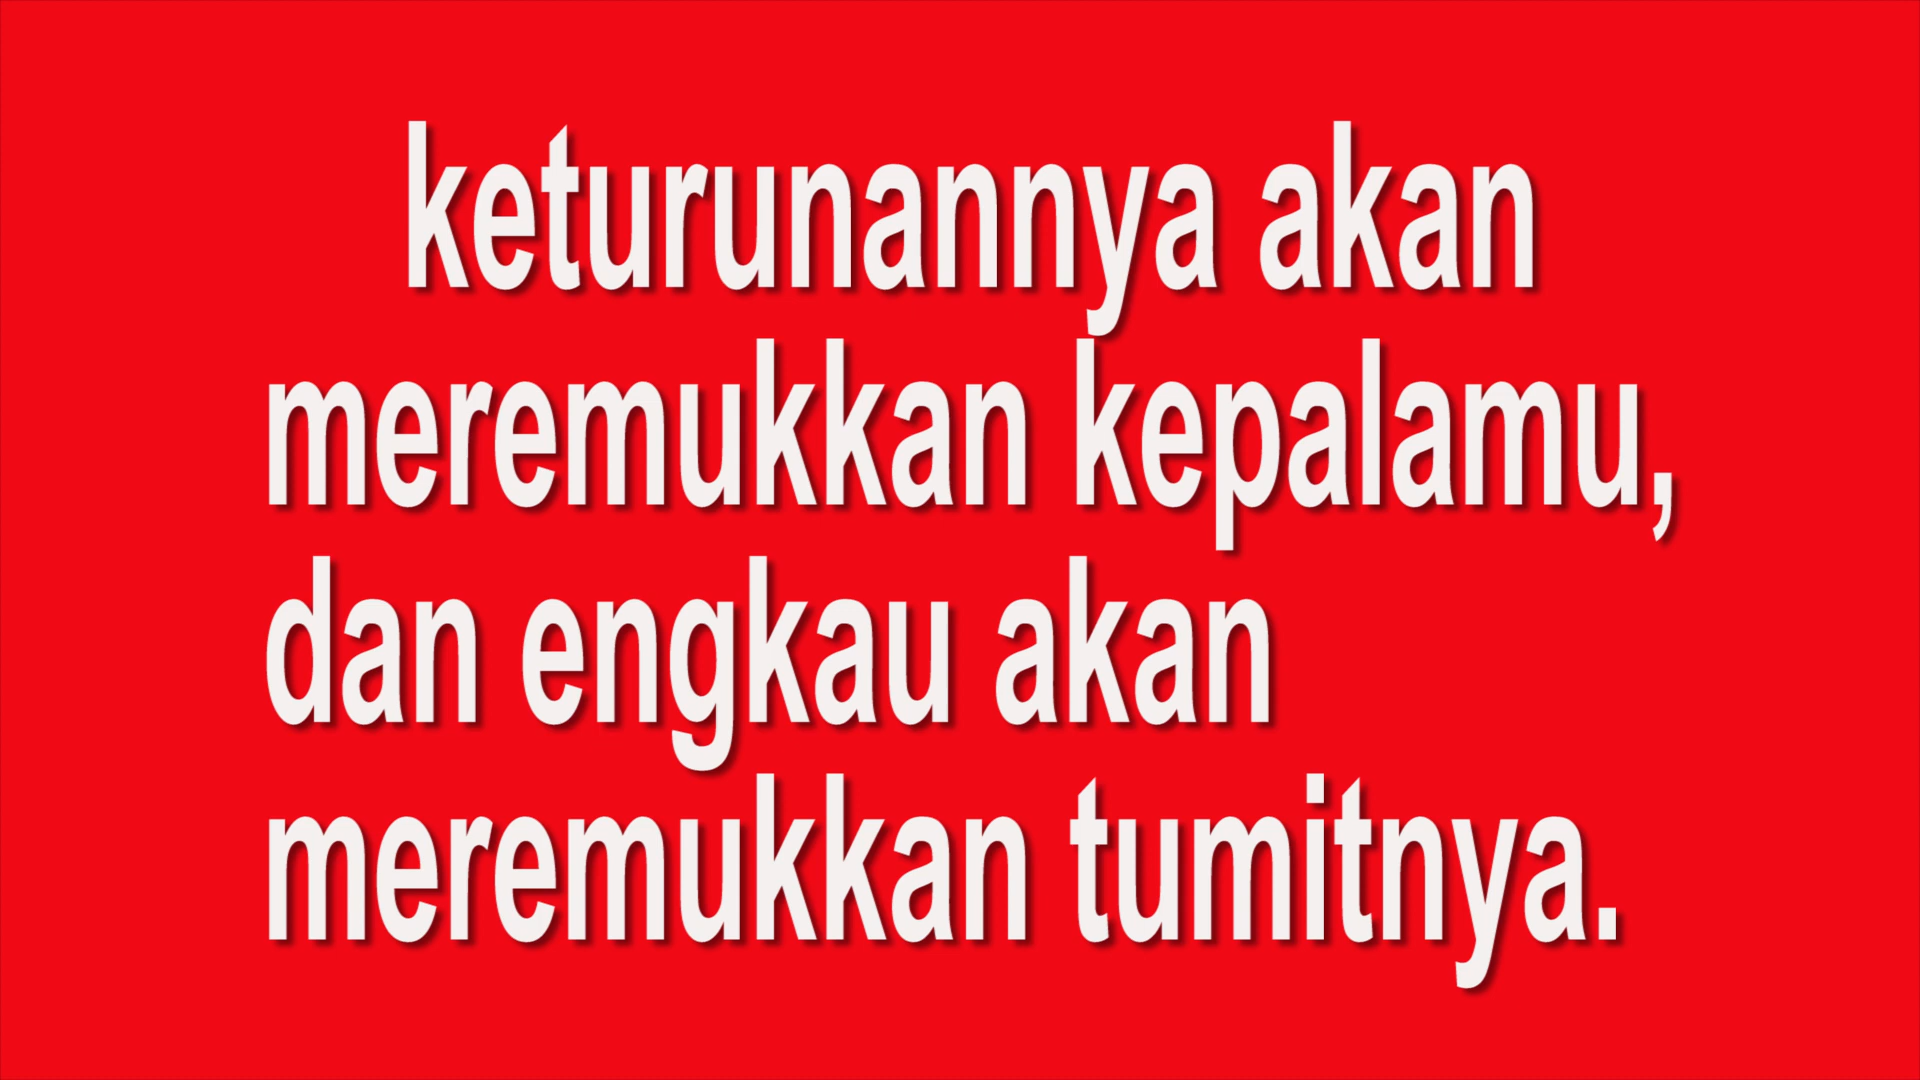 keturunannya akan
meremukkan kepalamu,
dan engkau akan
meremukkan tumitnya.